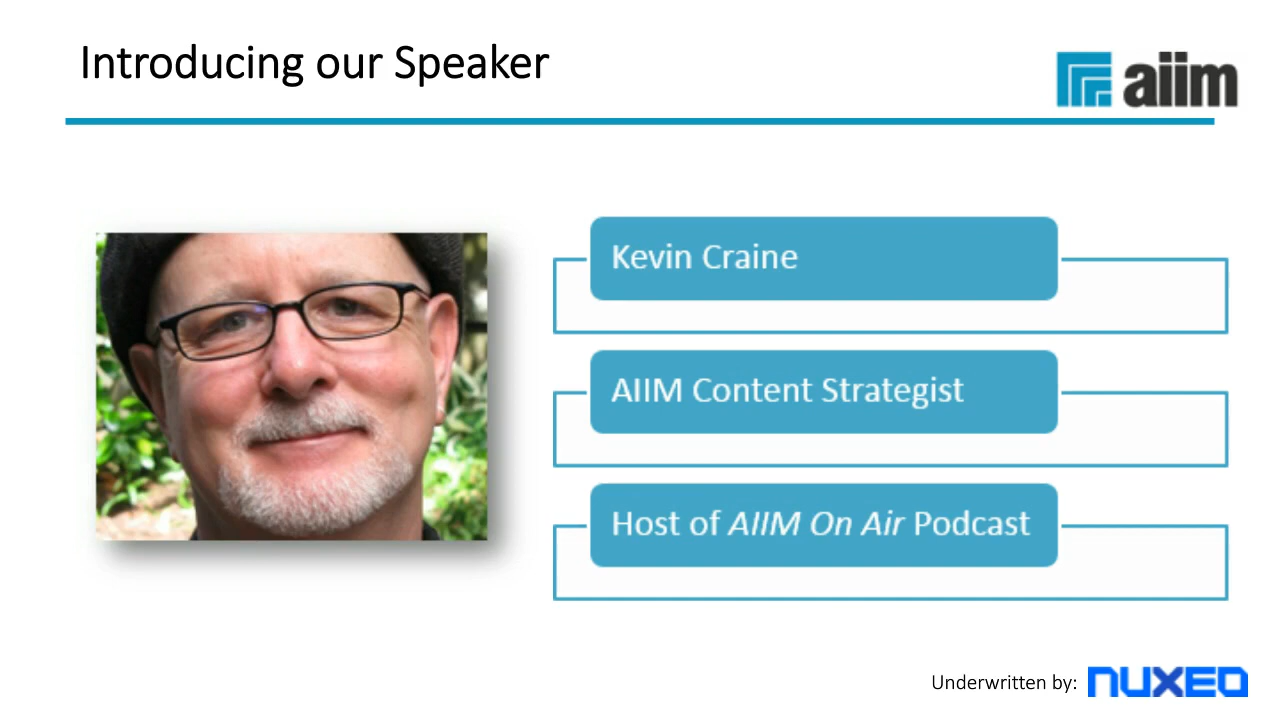 Introducing our Speaker
aiim
Kevin Craine
AIIM Content Strategist
Host of AIIM On Air Podcast
Underwritten by: nuxeo